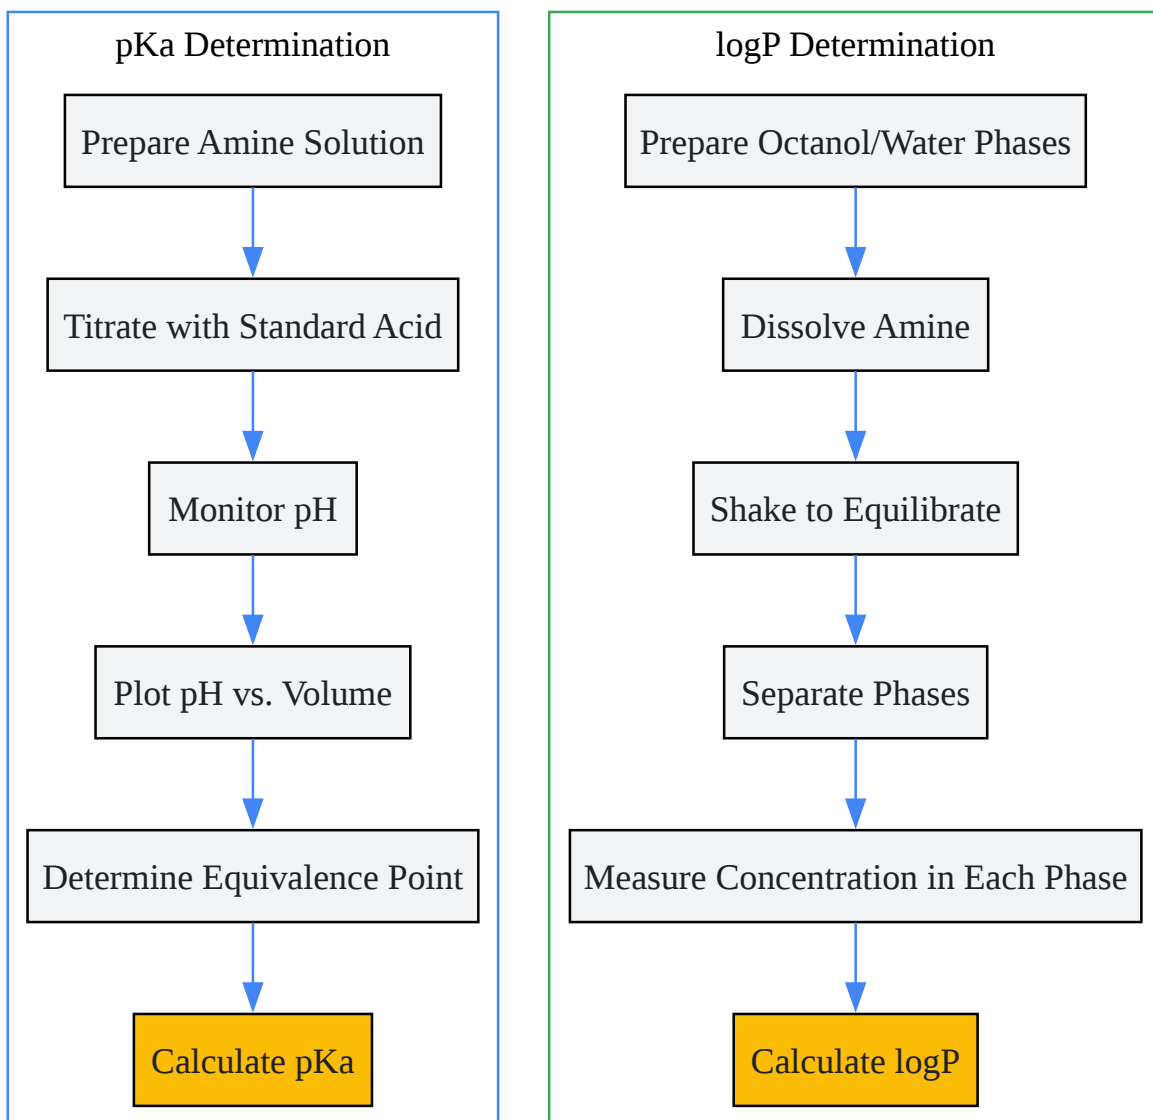 pKa Determination
Prepare Amine Solution
Titrate with Standard Acid
Monitor pH
Plot pH vs. Volume
Determine Equivalence Point
Calculate pKa
logP Determination
Prepare Octanol/Water Phases
Dissolve Amine
Shake to Equilibrate
Separate Phases
Measure Concentration in Each Phase
Calculate logP